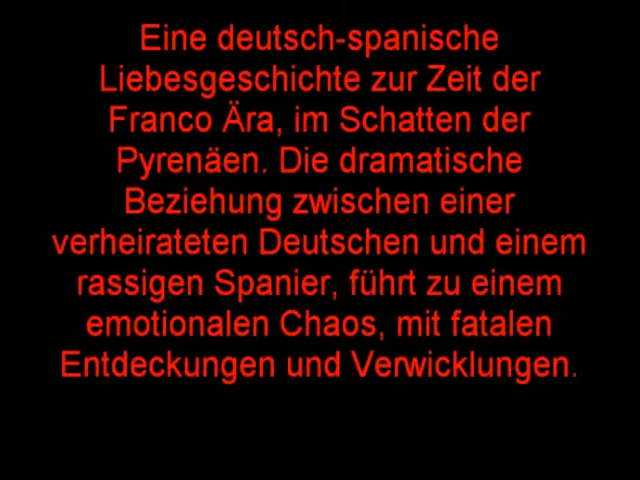 Eine deutsch-spanische
Liebesgeschichte zur Zeit der
Franco Ära, im Schatten der
Pyrenäen. Die dramatische
Beziehung zwischen einer
verheirateten Deutschen und einem
rassigen Spanier, führt zu einem
emotionalen Chaos, mit fatalen
Entdeckungen und Verwicklungen.